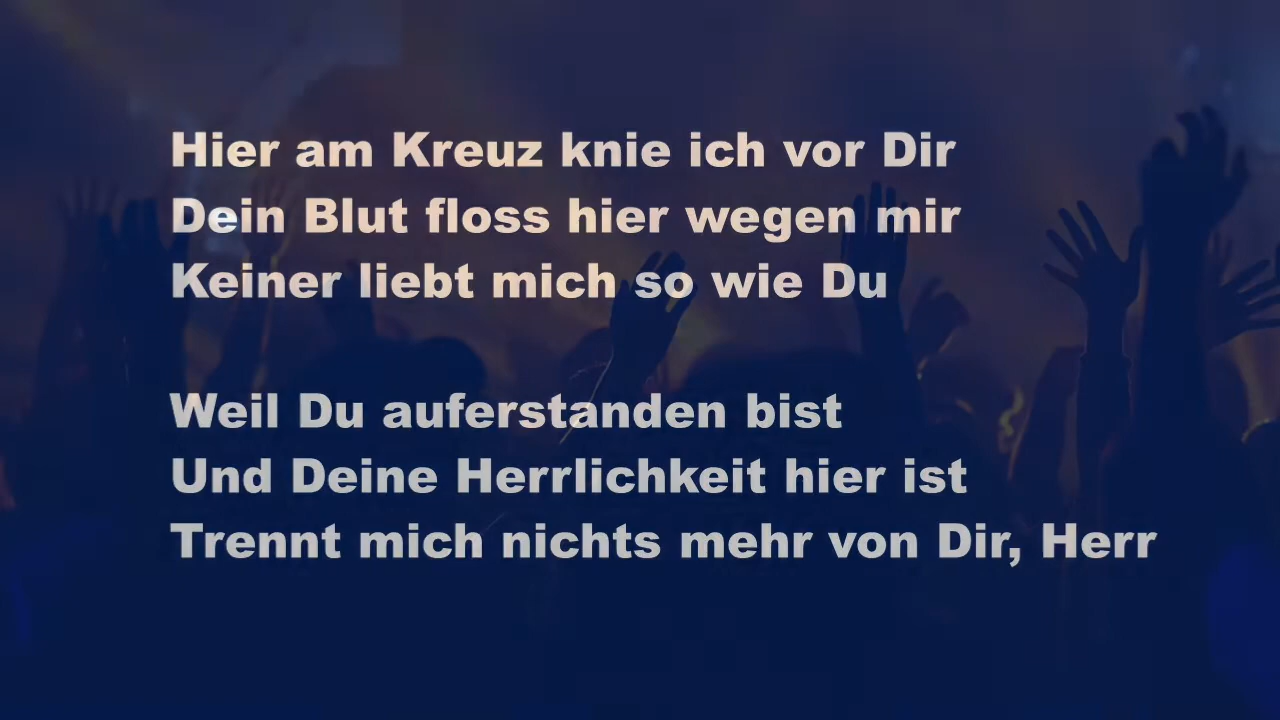 Hier am Kreuz knie ich vor Dir
Dein Blut floss hier wegen mir
Keiner liebt mich so wie Du
Weil Du auferstanden bist
Und Deine Herrlichkeit hier ist
Trennt mich nichts mehr von Dir, Herr